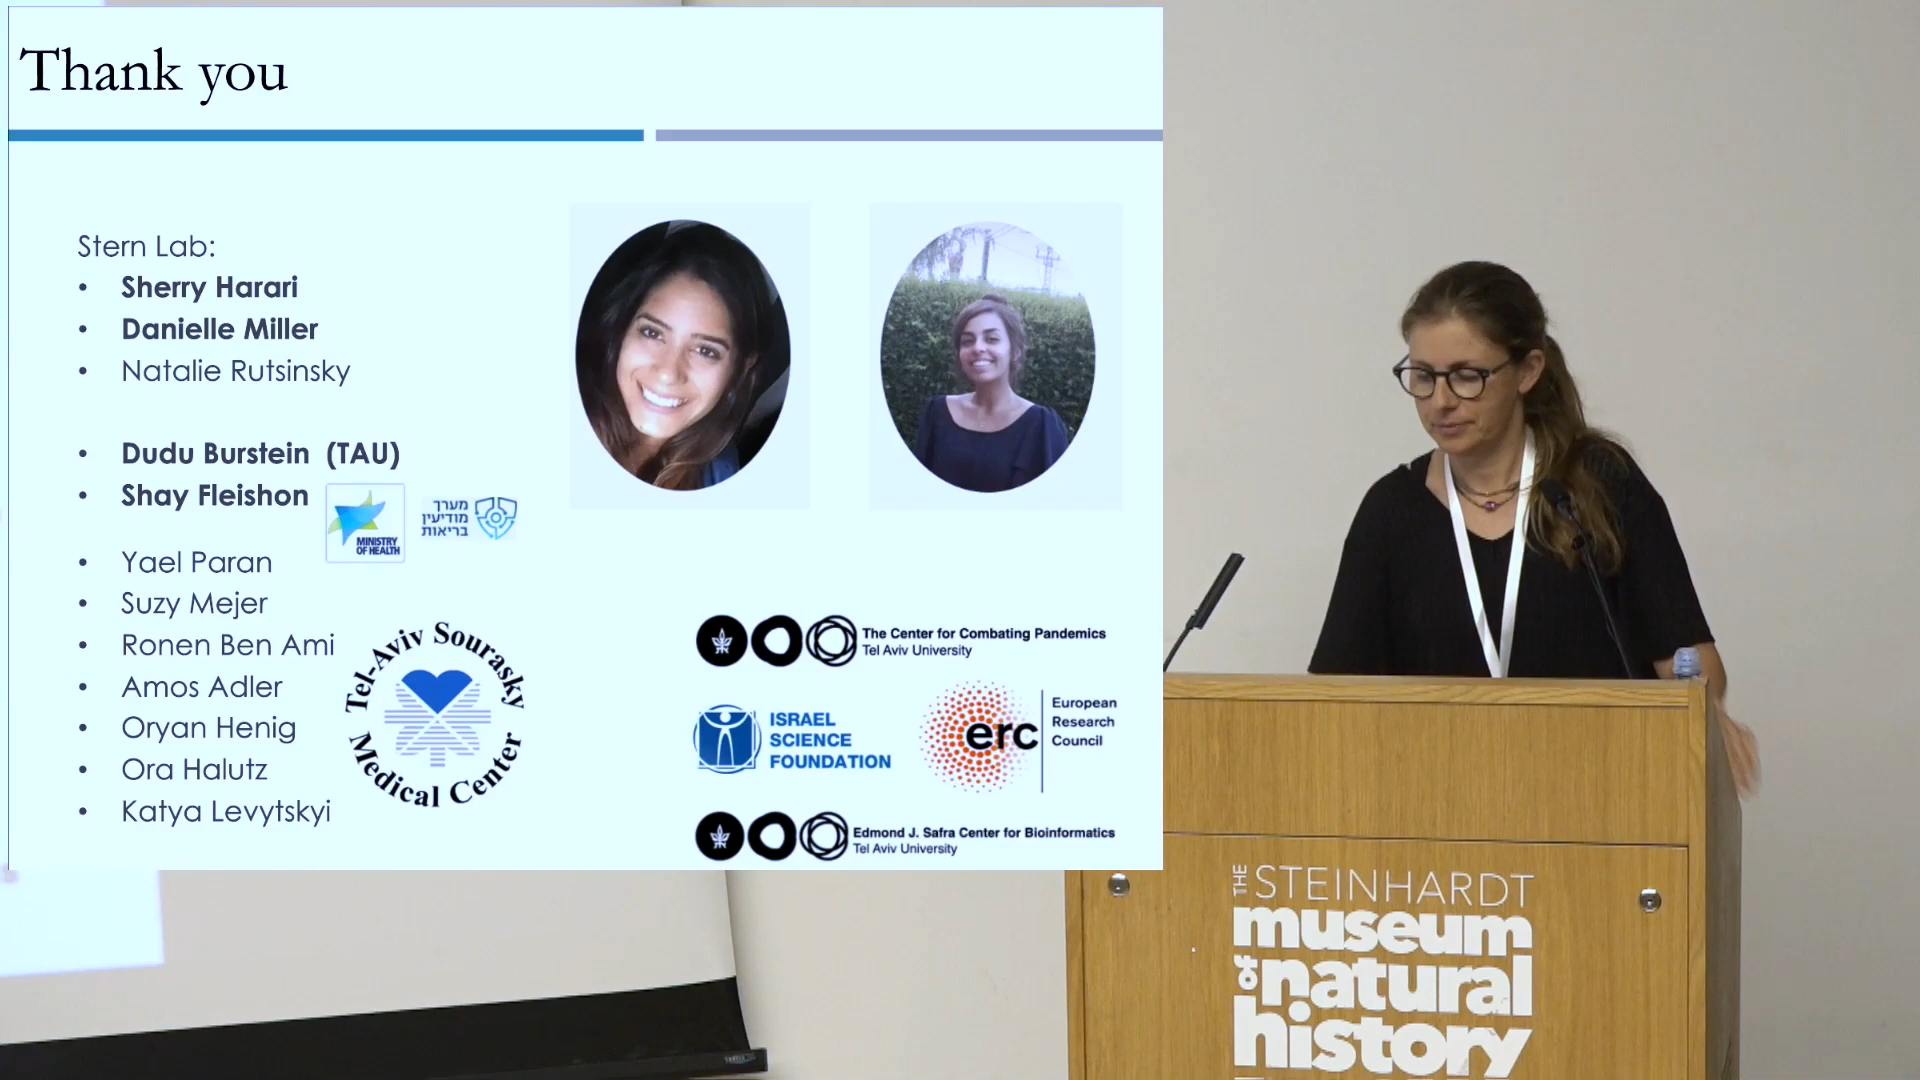 Thank you
Stern Lab:
• Sherry Harari
• Danielle Miller
• Natalie Rutsinsky
• Dudu Burstein (TAU)
• Shay Fleishon
MINISTRY
OF HEALTH
מערך
מודיעין
בריאות
• Yael Paran
• Suzy Mejer
• Ronen Ben Ami
• Amos Adler
• Oryan Henig
• Ora Halutz
• Katya Levytskyi
Tel-Aviv Sourasky
Medical Center
The Center for Combating Pandemics
Tel Aviv University
ISRAEL
SCIENCE
FOUNDATION
erc
European
Research
Council
Edmond J. Safra Center for Bioinformatics
Tel Aviv University
THE STEINHARDT
museum
of natural
history